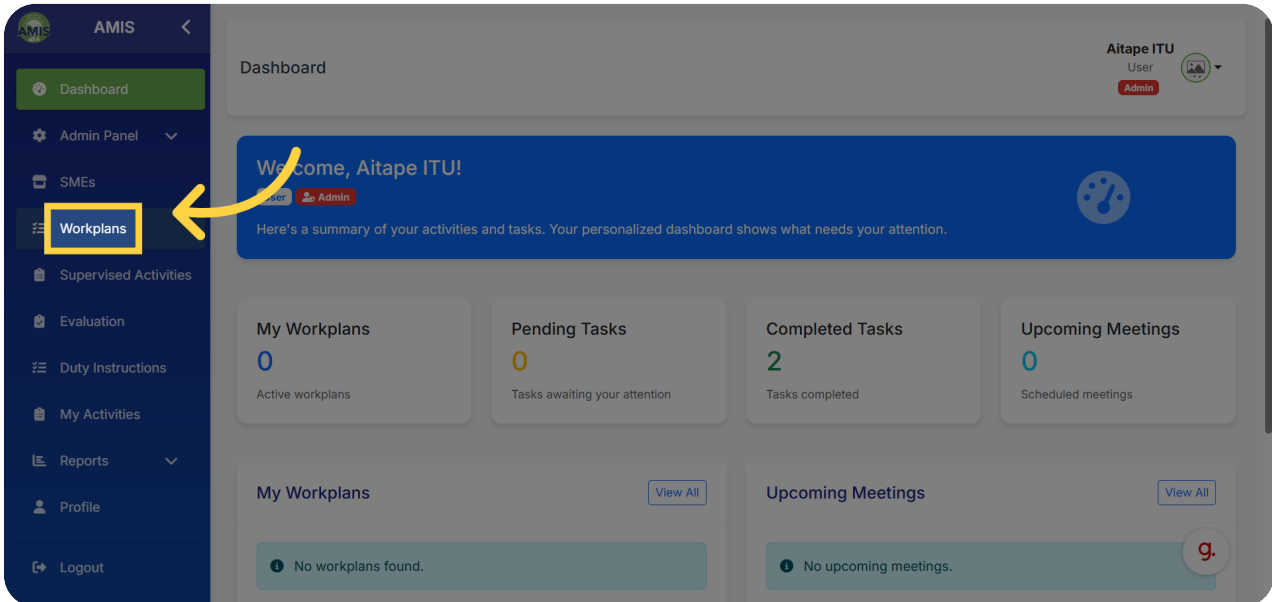 AMIS
AMIS
Dashboard
Admin Panel
SMEs
Workplans
Supervised Activities
Evaluation
Duty Instructions
My Activities
Reports
Profile
Logout
Dashboard
Aitape ITU
User
Admin
Welcome, Aitape ITU!
User Admin
Here's a summary of your activities and tasks. Your personalized dashboard shows what needs your attention.
My Workplans
0
Active workplans
Pending Tasks
0
Tasks awaiting your attention
Completed Tasks
2
Tasks completed
Upcoming Meetings
0
Scheduled meetings
My Workplans
View All
No workplans found.
Upcoming Meetings
View All
No upcoming meetings.
g.